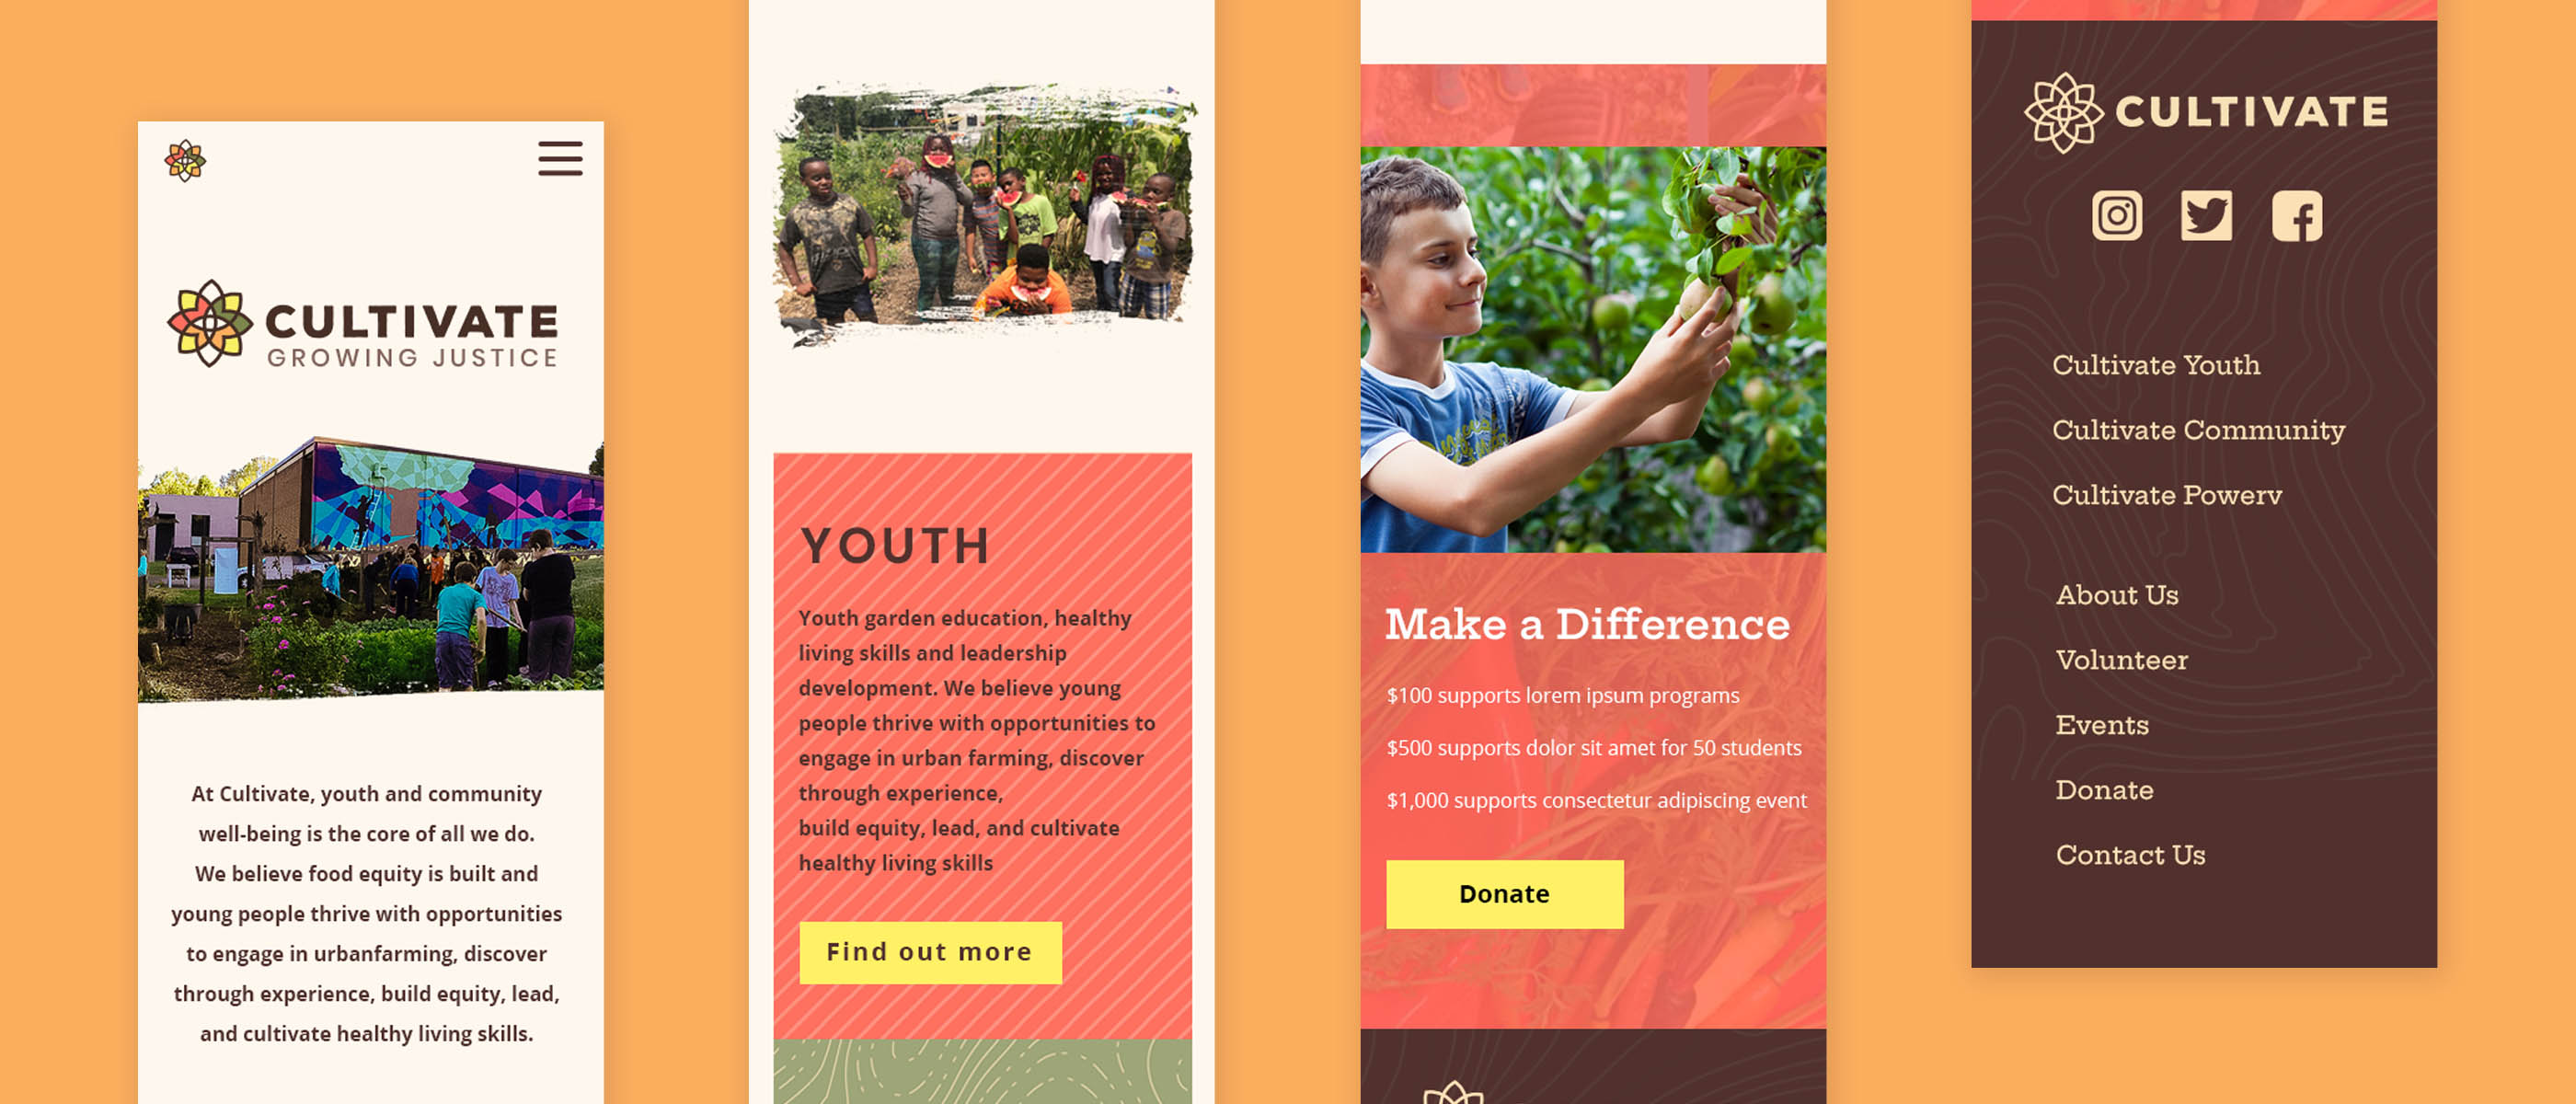 CULTIVATE
GROWING JUSTICE
At Cultivate, youth and community
well-being is the core of all we do.
We believe food equity is built and
young people thrive with opportunities
to engage in urbanfarming, discover
through experience, build equity, lead,
and cultivate healthy living skills.
YOUTH
Youth garden education, healthy
living skills and leadership
development. We believe young
people thrive with opportunities to
engage in urban farming, discover
through experience,
build equity, lead, and cultivate
healthy living skills
Find out more
Make a Difference
$100 supports lorem ipsum programs
$500 supports dolor sit amet for 50 students
$1,000 supports consectetur adipiscing event
Donate
CULTIVATE
Cultivate Youth
Cultivate Community
Cultivate Powerv
About Us
Volunteer
Events
Donate
Contact Us